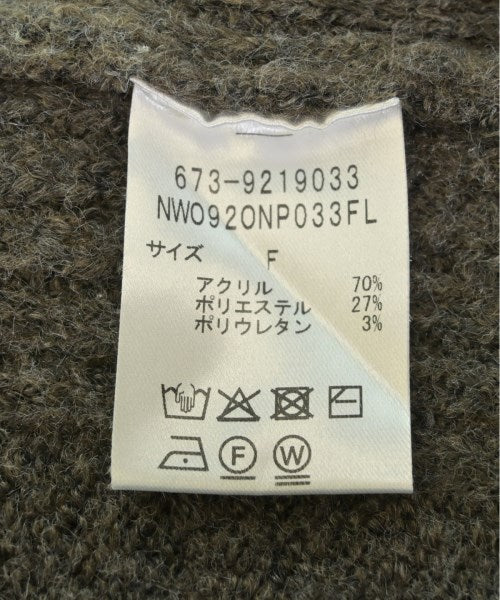 673-9219033
NW0920NP033FL
サイズ F
アクリル 70%
ポリエステル 27%
ポリウレタン 3%
F W